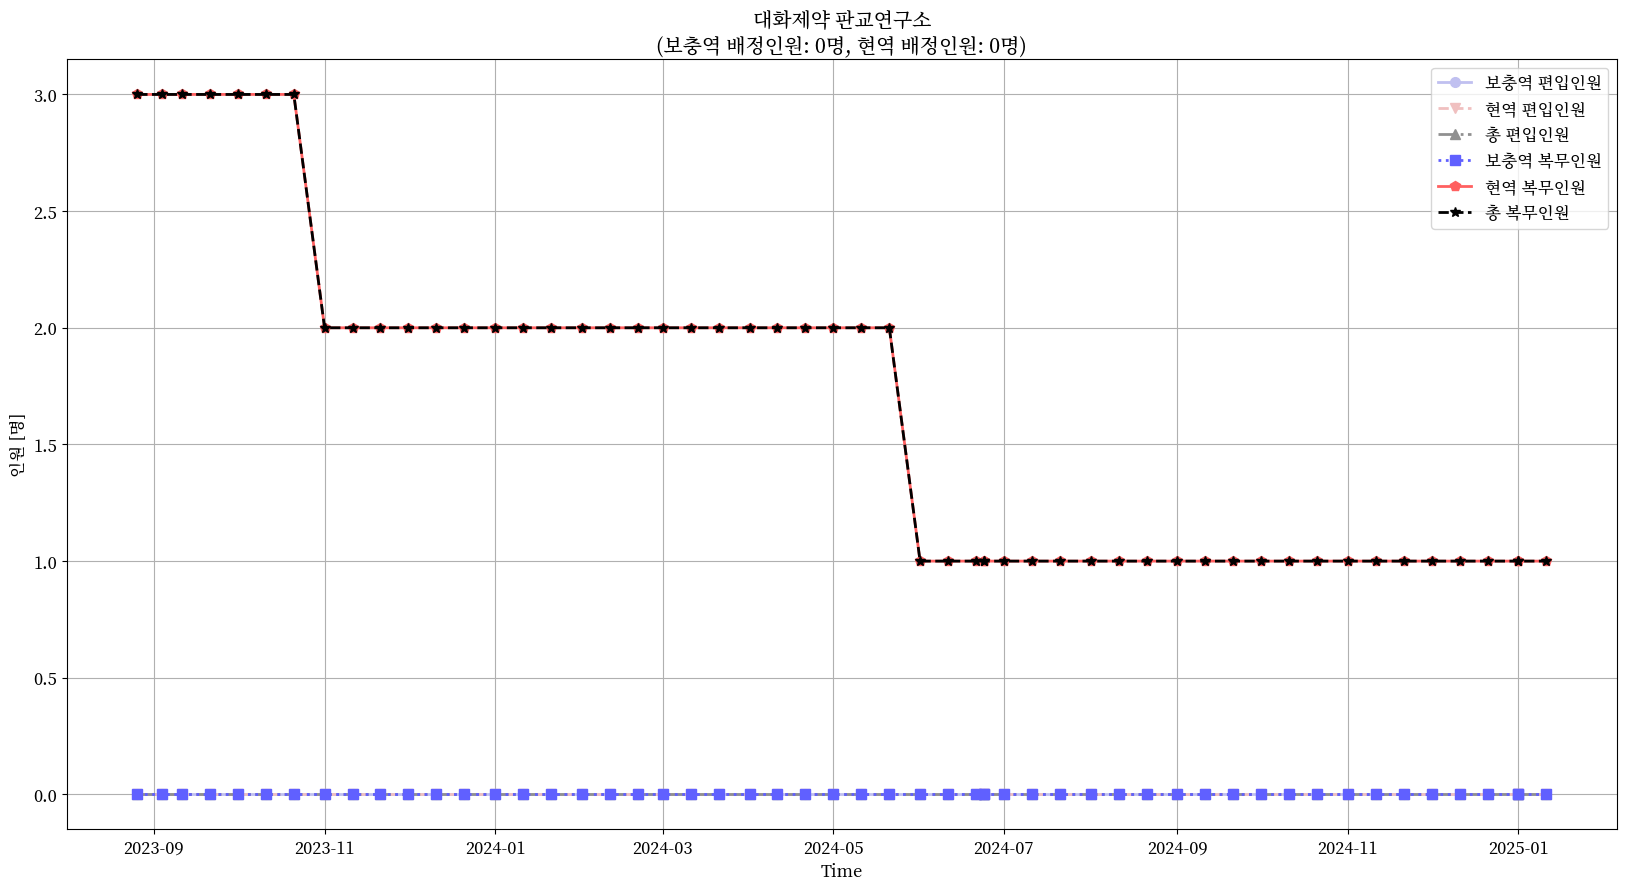 대화제약 판교연구소
(보충역 배정인원: 0명, 현역 배정인원: 0명)
보충역 편입인원
현역 편입인원
총 편입인원
보충역 복무인원
현역 복무인원
총 복무인원
인원 [명]
3.0
2.5
2.0
1.5
1.0
0.5
0.0
2023-09
2023-11
2024-01
2024-03
2024-05
2024-07
2024-09
2024-11
2025-01
Time